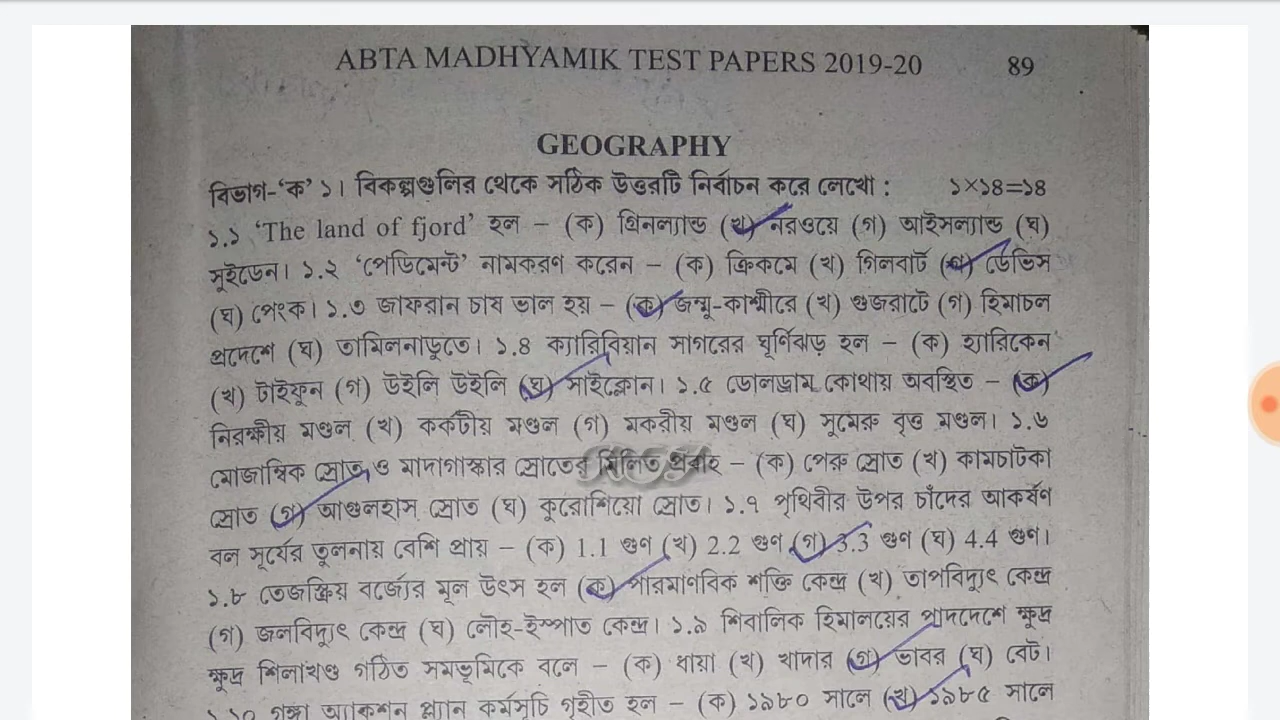 ABTA MADHYAMIK TEST PAPERS 2019-20 89
GEOGRAPHY
বিভাগ-‘ক’ ১। বিকল্পগুলির থেকে সঠিক উত্তরটি নির্বাচন করে লেখো : ১×১৪=১৪
১.১ ‘The land of fjord’ হল – (ক) গ্রিনল্যান্ড (খ) নরওয়ে (গ) আইসল্যান্ড (ঘ)
সুইডেন। ১.২ ‘পেডিমেন্ট’ নামকরণ করেন – (ক) ক্রিকমে (খ) গিলবার্ট (গ) ডেভিস
(ঘ) পেংক। ১.৩ জাফরান চাষ ভাল হয় – (ক) জম্মু-কাশ্মীরে (খ) গুজরাটে (গ) হিমাচল
প্রদেশে (ঘ) তামিলনাড়ুতে। ১.৪ ক্যারিবিয়ান সাগরের ঘূর্ণিঝড় হল – (ক) হ্যারিকেন
(খ) টাইফুন (গ) উইলি উইলি (ঘ) সাইক্লোন। ১.৫ ডোলড্রাম কোথায় অবস্থিত – (ক)
নিরক্ষীয় মণ্ডল (খ) কর্কটীয় মণ্ডল (গ) মকরীয় মণ্ডল (ঘ) সুমেরু বৃত্ত মণ্ডল। ১.৬
মোজাম্বিক স্রোত ও মাদাগাস্কার স্রোতের মিলিত প্রবাহ – (ক) পেরু স্রোত (খ) কামচাটকা
স্রোত (গ) আগুলহাস স্রোত (ঘ) কুরোশিয়ো স্রোত। ১.৭ পৃথিবীর উপর চাঁদের আকর্ষণ
বল সূর্যের তুলনায় বেশি প্রায় – (ক) 1.1 গুণ (খ) 2.2 গুণ (গ) 3.3 গুণ (ঘ) 4.4 গুণ।
১.৮ তেজস্ক্রিয় বর্জ্যের মূল উৎস হল (ক) পারমাণবিক শক্তি কেন্দ্র (খ) তাপবিদ্যুৎ কেন্দ্র
(গ) জলবিদ্যুৎ কেন্দ্র (ঘ) লৌহ-ইস্পাত কেন্দ্র। ১.৯ শিবালিক হিমালয়ের পাদদেশে ক্ষুদ্র
ক্ষুদ্র শিলাখণ্ড গঠিত সমভূমিকে বলে – (ক) ধায়া (খ) খাদার (গ) ভাবর (ঘ) বেট।
১.১০ গঙ্গা অ্যাকশন প্ল্যান কর্মসূচি গৃহীত হল – (ক) ১৯৮০ সালে (খ) ১৯৮৫ সালে